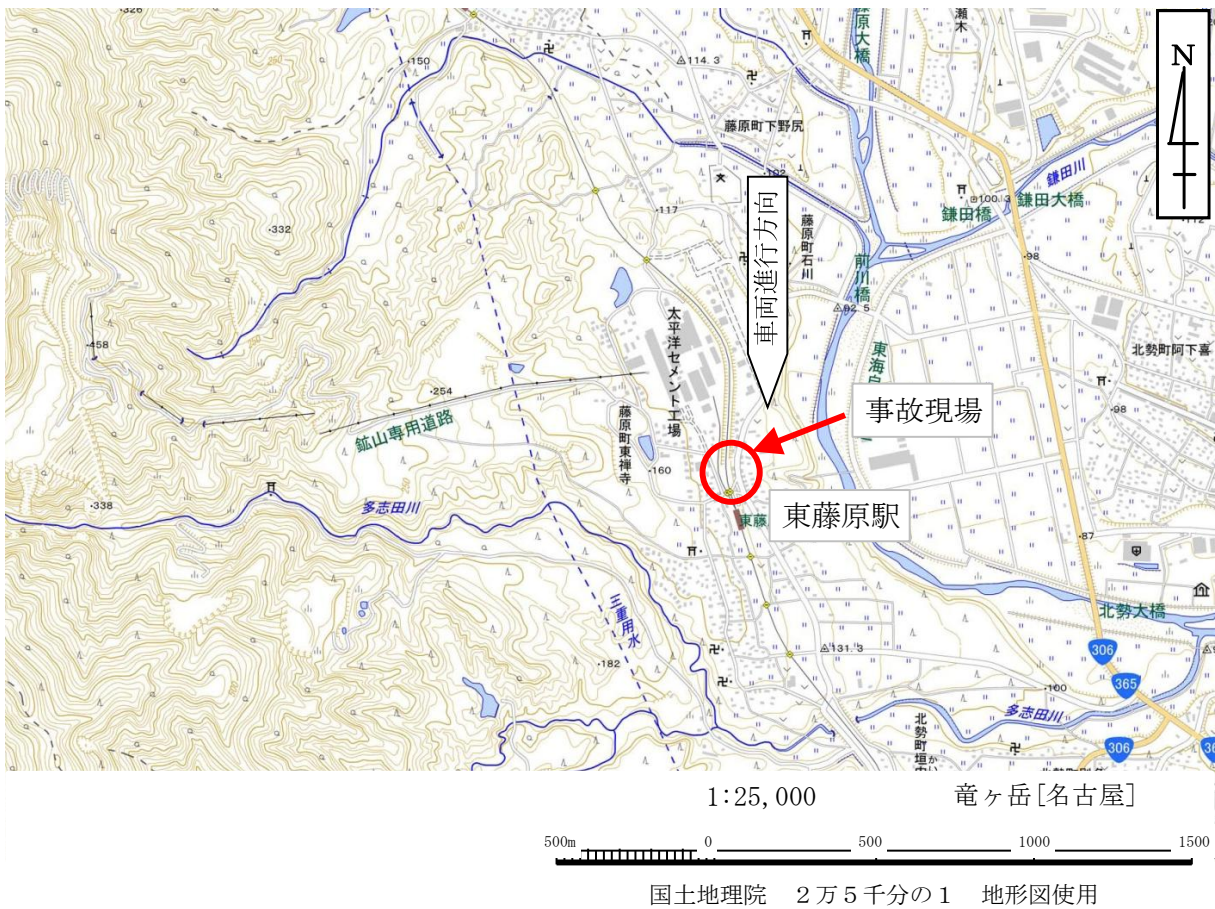 ・326
・150
△114.3
藤原大橋
瀬木
N
藤原町下野尻
文
・102
・117
鎌田川
100.3
鎌田大橋
鎌田橋
・98
・332
250
藤原町石川
車両進行方向
前川橋
△92.5
太平洋セメント工場
北勢町阿下喜
・458
・254
鉱山専用道路
藤原町東禅寺
・160
事故現場
・98
・338
多志田川
東藤
東藤原駅
・87
三重用水
北勢大橋
・182
△131.3
306
365
・100
多志田川
北勢町垣内
306
1:25,000
竜ヶ岳[名古屋]
500m 0 500 1000 1500
国土地理院 2万5千分の1 地形図使用